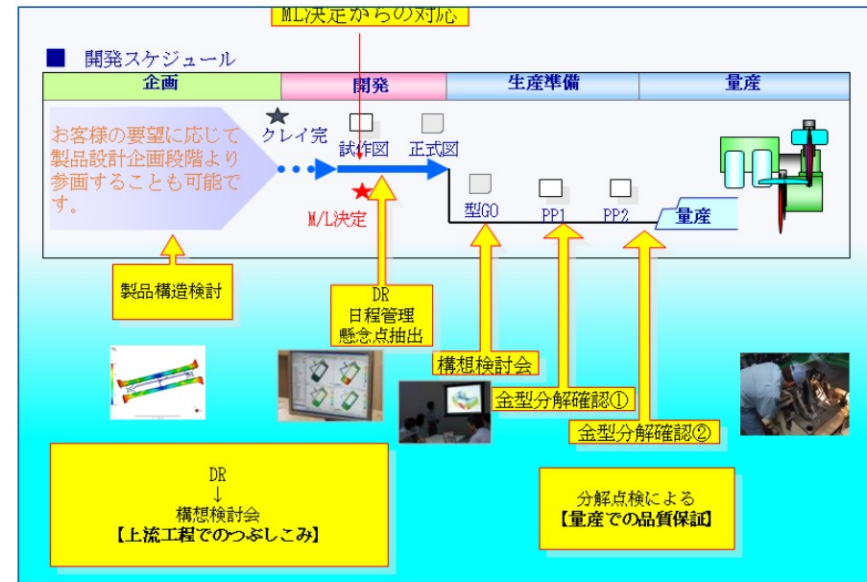 ML決定からの対応
■ 開発スケジュール
企画
開発
生産準備
量産
お客様の要望に応じて
製品設計企画段階より
参画することも可能で
す。
クレイ完
試作図
正式図
M/L決定
型GO
PP1
PP2
量産
製品構造検討
DR
日程管理
懸念点抽出
構想検討会
金型分解確認①
金型分解確認②
DR
↓
構想検討会
【上流工程でのつぶしこみ】
分解点検による
【量産での品質保証】